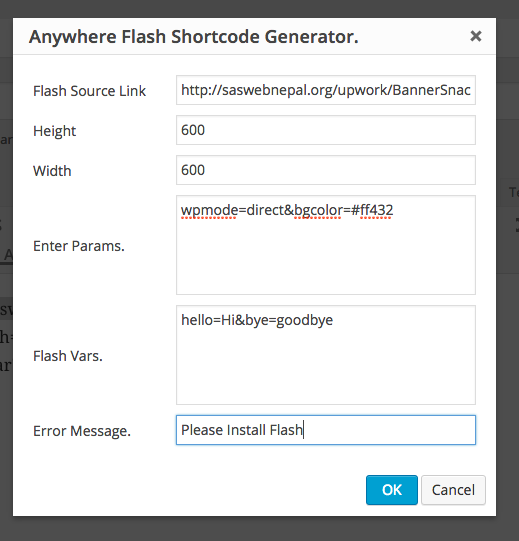 Anywhere Flash Shortcode Generator. ×
Flash Source Link http://saswebnepal.org/upwork/BannerSnac
Height 600
Width 600
Enter Params. wpmode=direct&bgcolor=#ff432
Flash Vars. hello=Hi&bye=goodbye
Error Message. Please Install Flash
OK Cancel